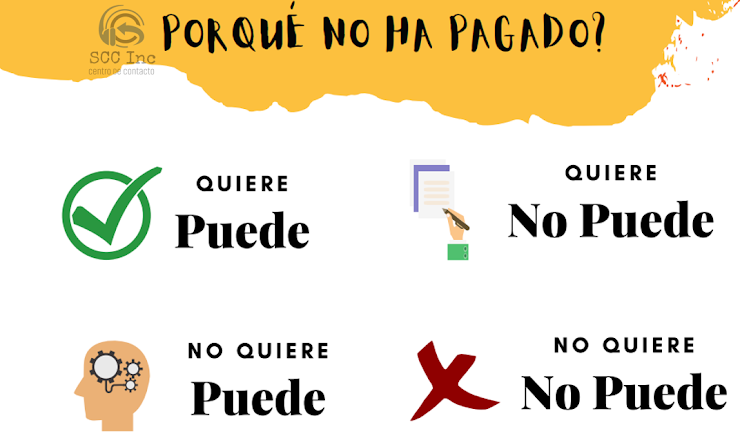 PORQUÉ NO HA PAGADO?
SCC Inc
centro de contacto
QUIERE
Puede
QUIERE
No Puede
NO QUIERE
Puede
NO QUIERE
No Puede